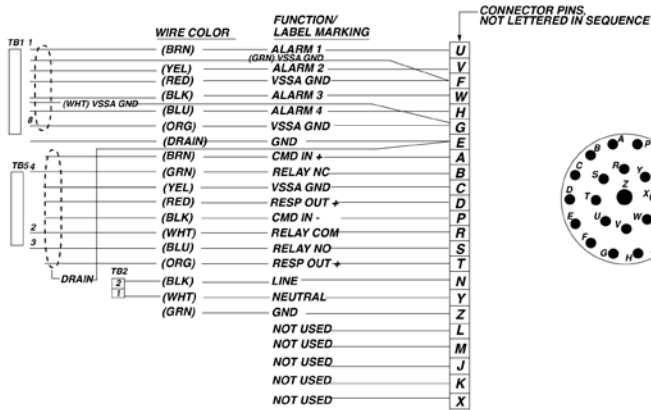 CONNECTOR PINS,
NOT LETTERED IN SEQUENCE
WIRE COLOR
FUNCTION/
LABEL MARKING
TB1 1
(BRN) ALARM 1 U
(GRN) VSSA GND
(YEL) ALARM 2 V
(RED) VSSA GND F
(BLK) ALARM 3 W
(WHT) VSSA GND
(BLU) ALARM 4 H
8 (ORG) VSSA GND G
(DRAIN) GND E
(BRN) CMD IN + A
TB5 4 (GRN) RELAY NC B
(YEL) VSSA GND C
(RED) RESP OUT + D
(BLK) CMD IN - P
2 (WHT) RELAY COM R
3 (BLU) RELAY NO S
(ORG) RESP OUT + T
DRAIN
TB2
2 (BLK) LINE N
1 (WHT) NEUTRAL Y
(GRN) GND Z
NOT USED L
NOT USED M
NOT USED J
NOT USED K
NOT USED X
A P
B R Y
C S Z X
D T
E U V W
F
G H